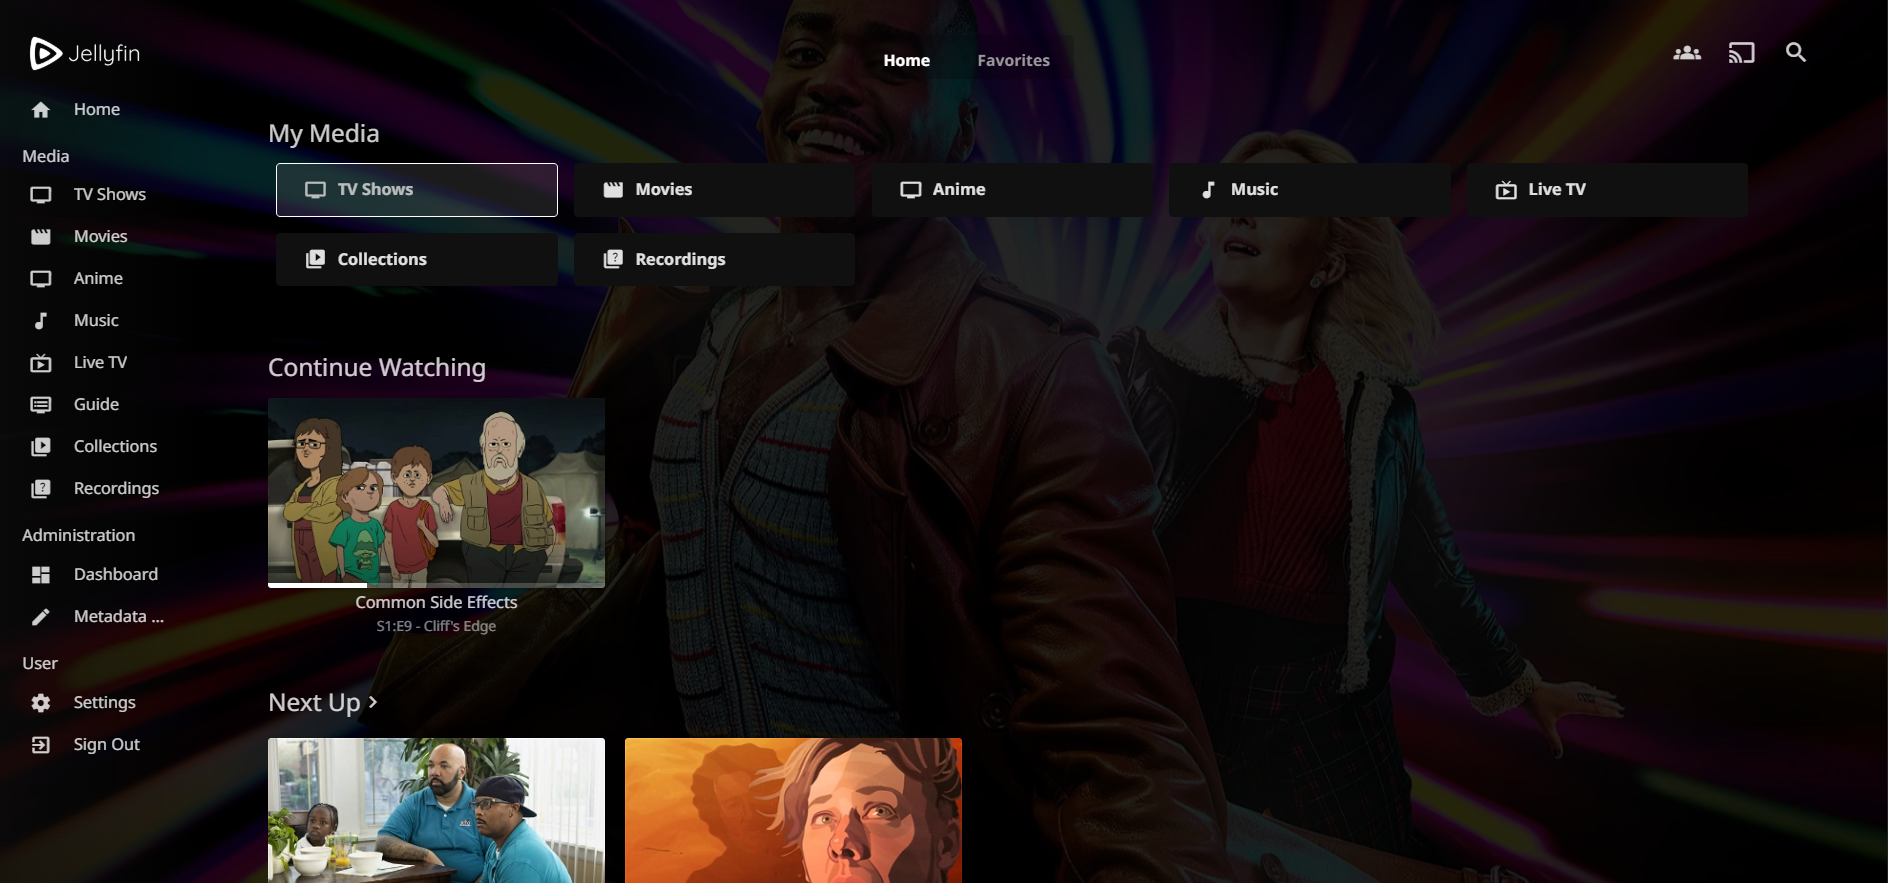 Jellyfin
Home
Favorites
Home
Media
TV Shows
Movies
Anime
Music
Live TV
Guide
Collections
Recordings
Administration
Dashboard
Metadata ...
User
Settings
Sign Out
My Media
TV Shows
Movies
Anime
Music
Live TV
Collections
Recordings
Continue Watching
Common Side Effects
S1:E9 - Cliff's Edge
Next Up